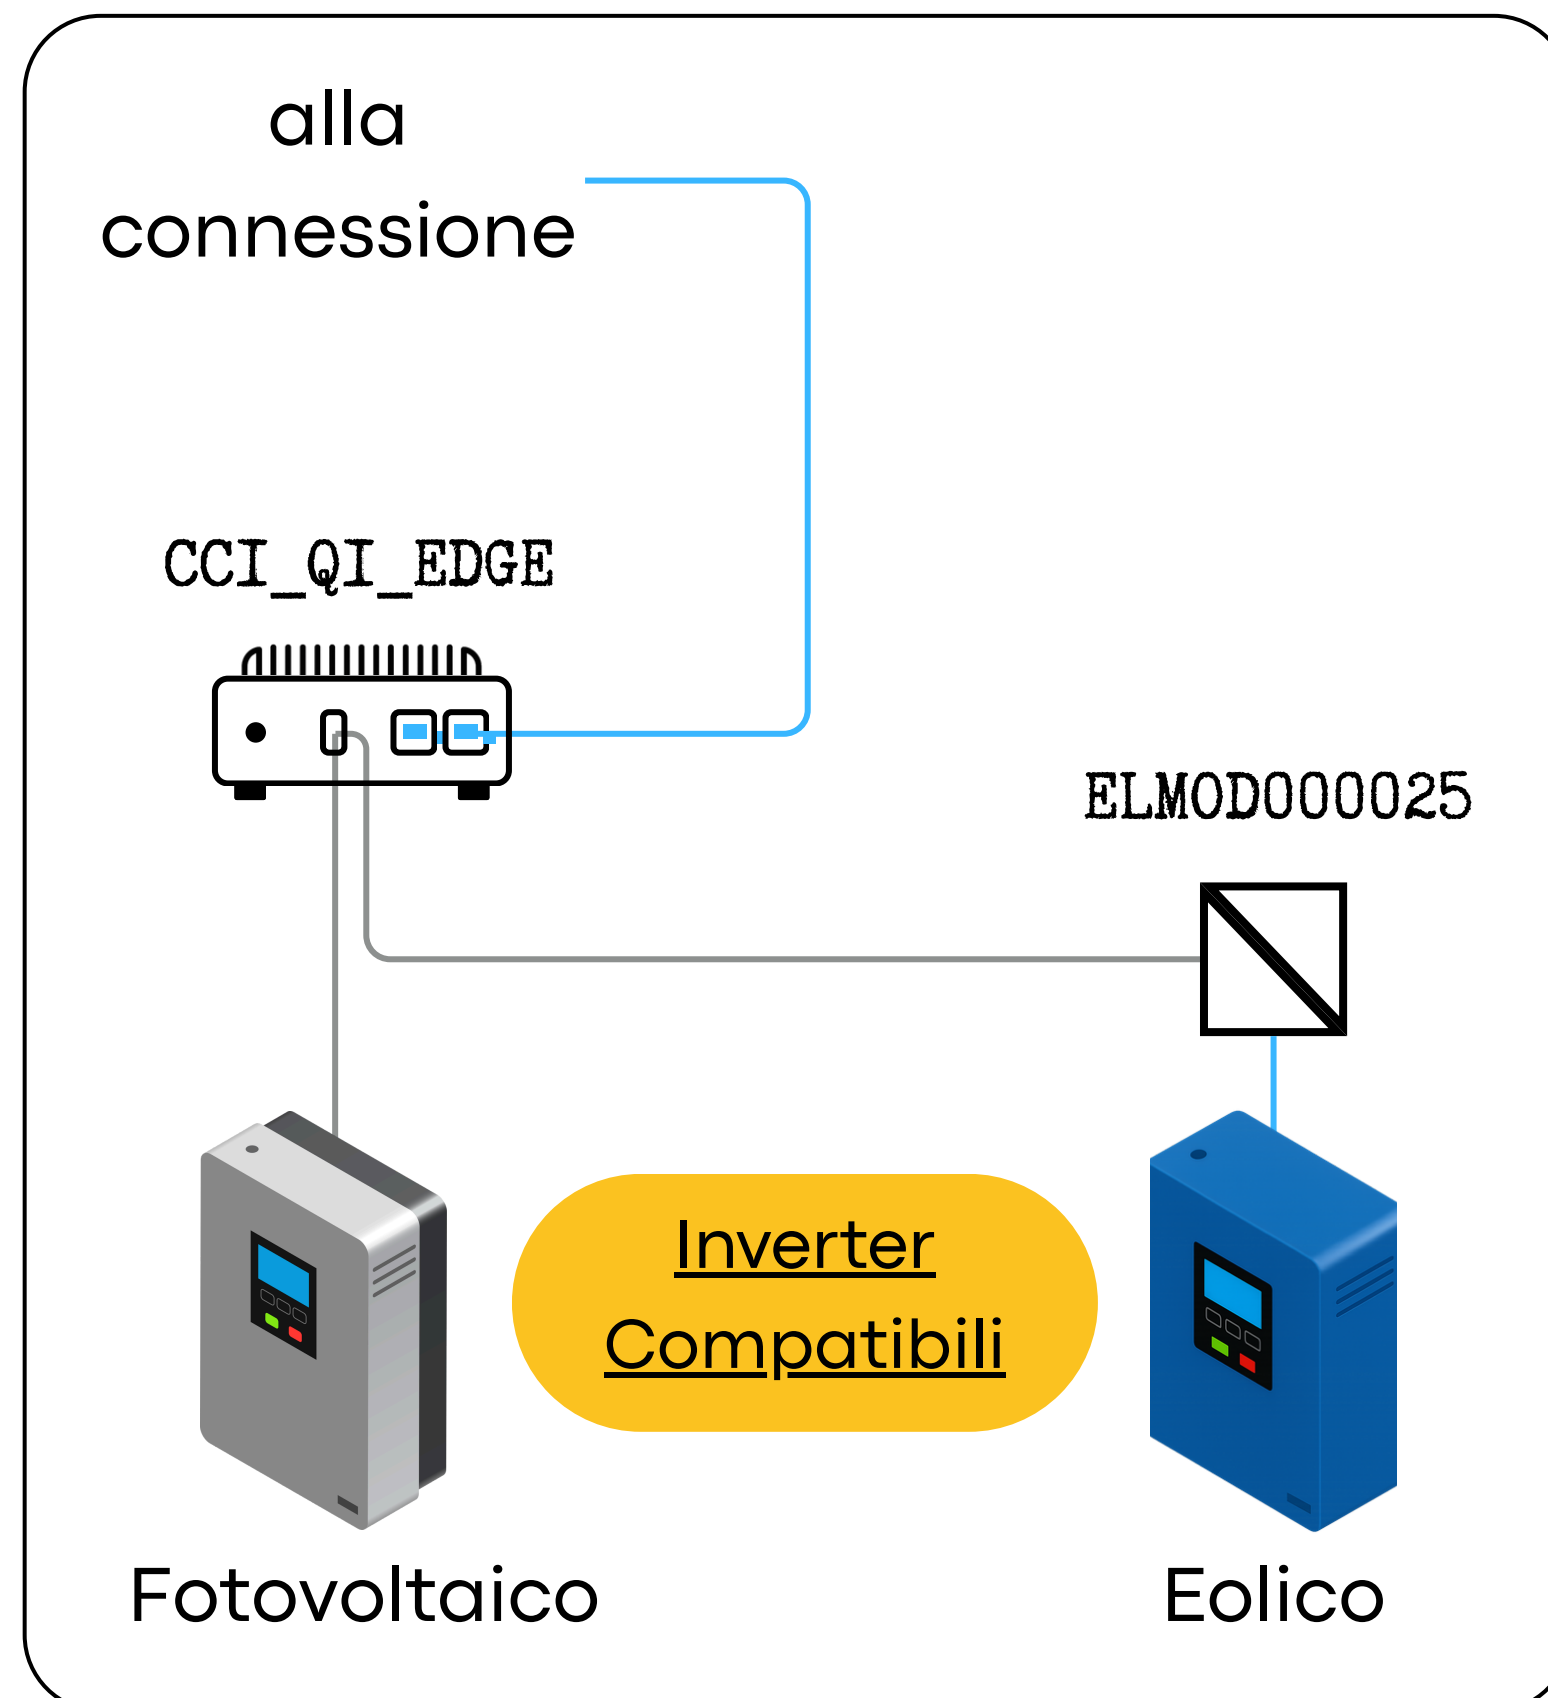 alla
connessione
CCI_QI_EDGE
ELMOD000025
Inverter
Compatibili
Fotovoltaico
Eolico